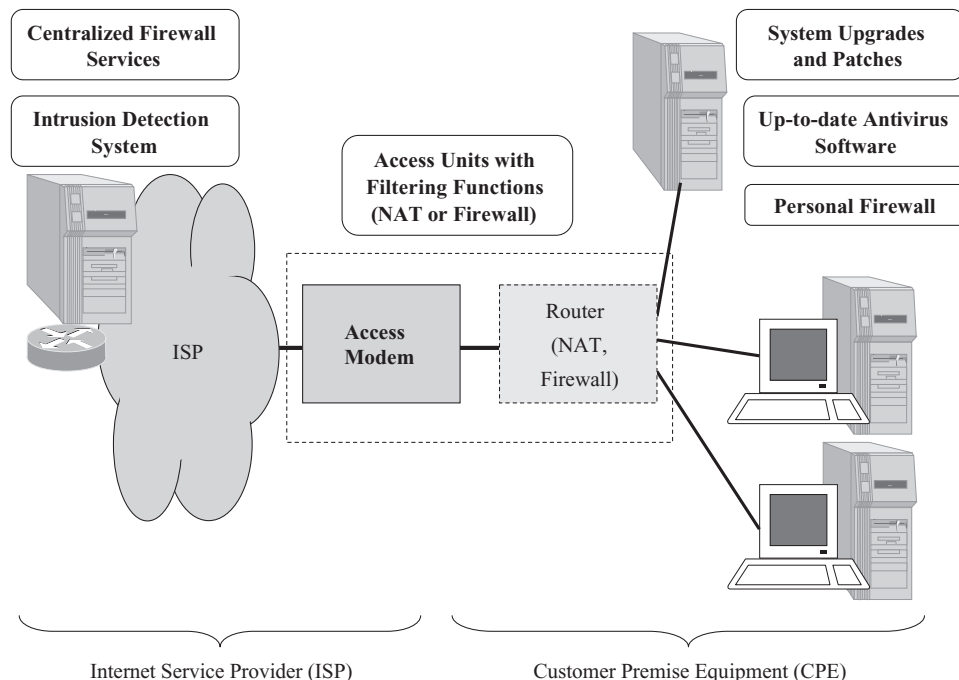 Centralized Firewall
Services
Intrusion Detection
System
Access Units with
Filtering Functions
(NAT or Firewall)
System Upgrades
and Patches
Up-to-date Antivirus
Software
Personal Firewall
ISP
Access
Modem
Router
(NAT,
Firewall)
Internet Service Provider (ISP)
Customer Premise Equipment (CPE)